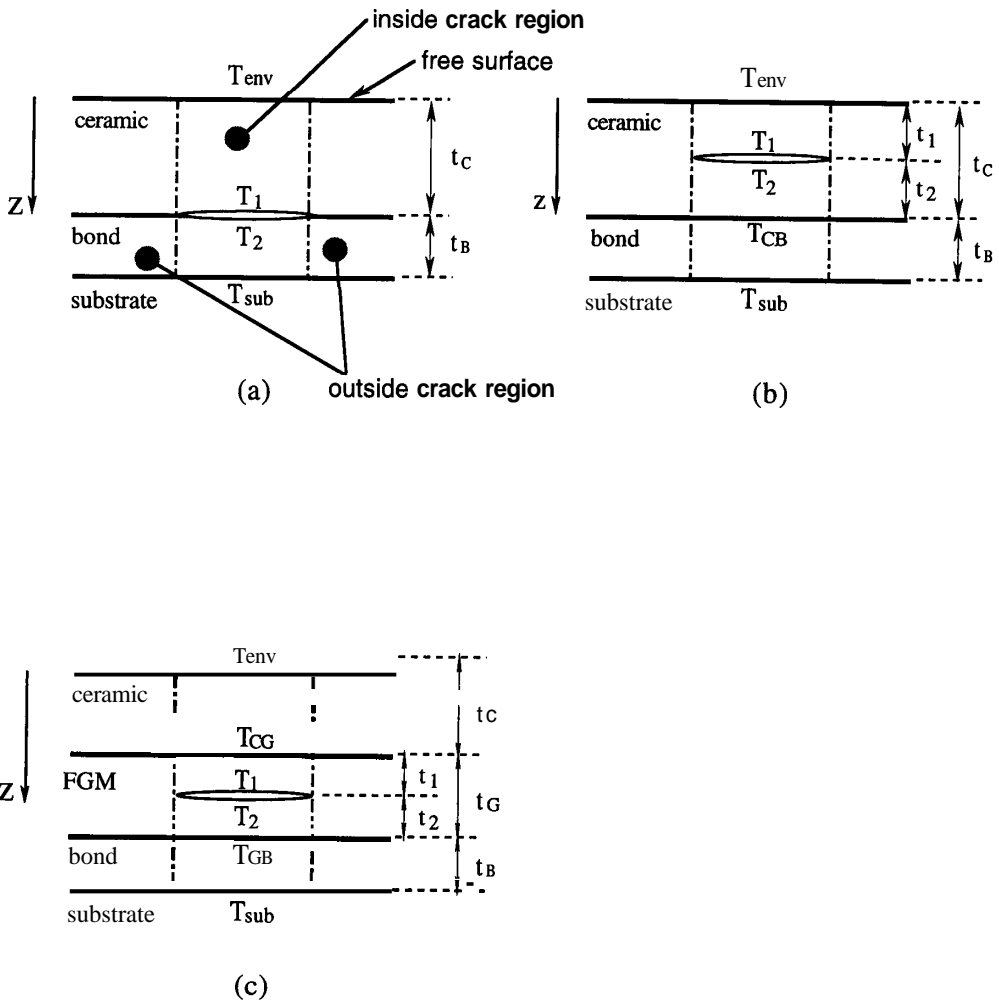 inside crack region
free surface
Tenv
ceramic
tC
Z
T1
T2
bond
tB
substrate
Tsub
outside crack region
(a)
Tenv
ceramic
T1
T2
t1
t2
tC
z
bond
TCB
tB
substrate
Tsub
(b)
Tenv
ceramic
tC
TCG
FGM
Z
T1
T2
t1
t2
tG
bond
TGB
tB
substrate
Tsub
(c)